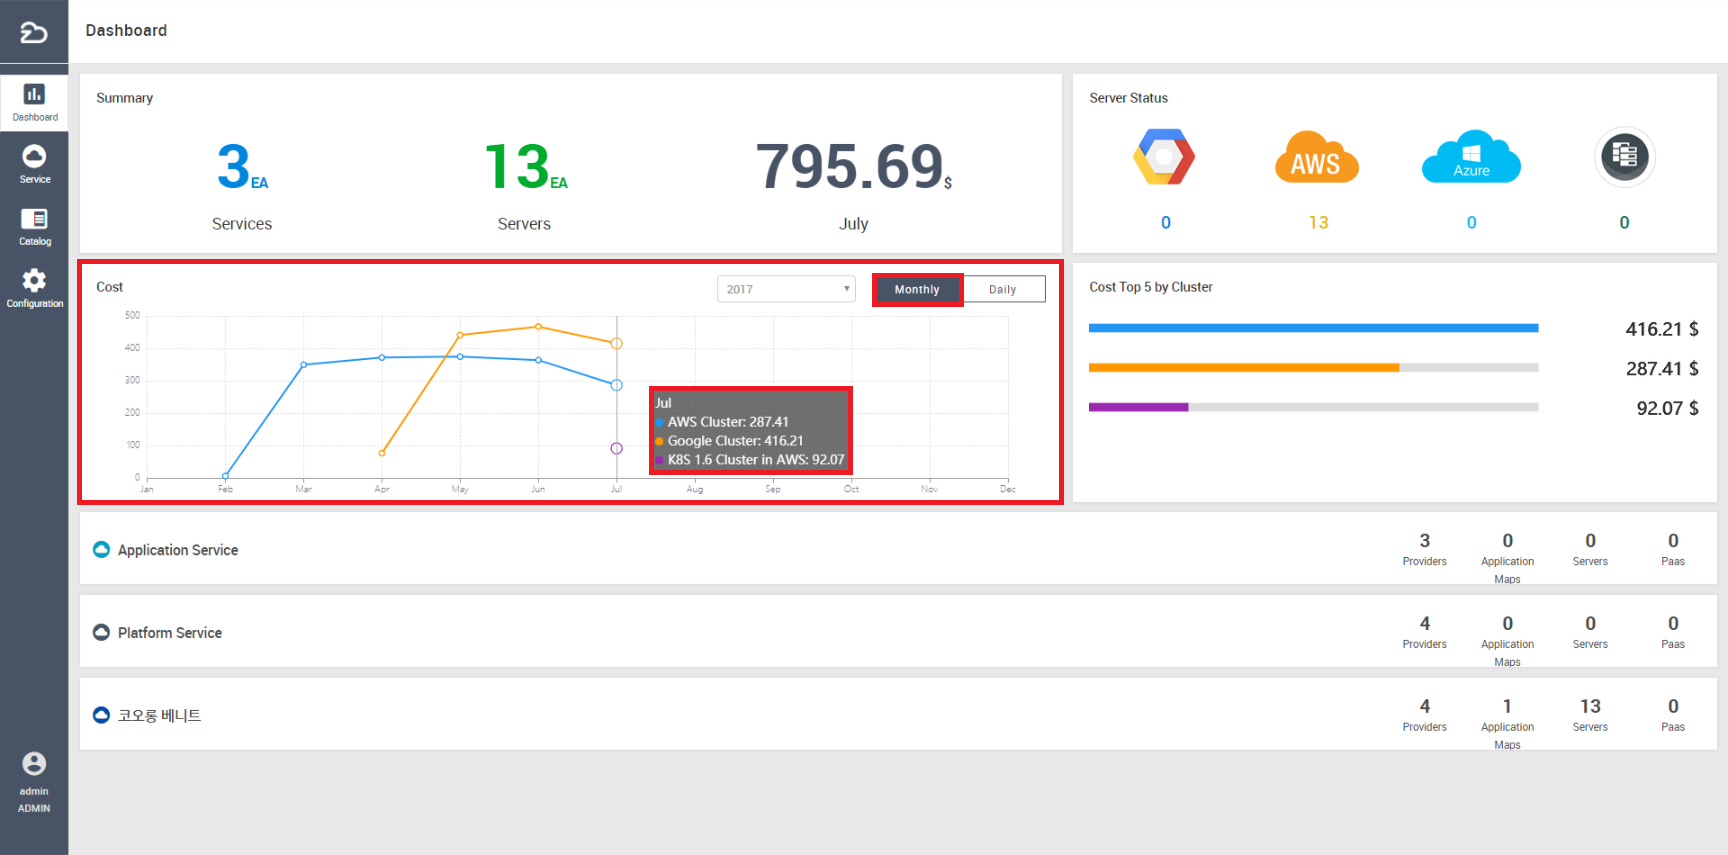 Dashboard
Dashboard
Service
Catalog
Configuration
admin
ADMIN
Summary
3 EA
Services
13 EA
Servers
795.69 $
July
Server Status
AWS
Azure
0
13
0
0
Cost
2017
Monthly
Daily
500
400
300
200
100
0
Jan Feb Mar Apr May Jun Jul Aug Sep Oct Nov Dec
Jul
AWS Cluster: 287.41
Google Cluster: 416.21
K8S 1.6 Cluster in AWS: 92.07
Cost Top 5 by Cluster
416.21 $
287.41 $
92.07 $
Application Service
3 0 0 0
Providers Application Servers Paas
Maps
Platform Service
4 0 0 0
Providers Application Servers Paas
Maps
코오롱 베니트
4 1 13 0
Providers Application Servers Paas
Maps